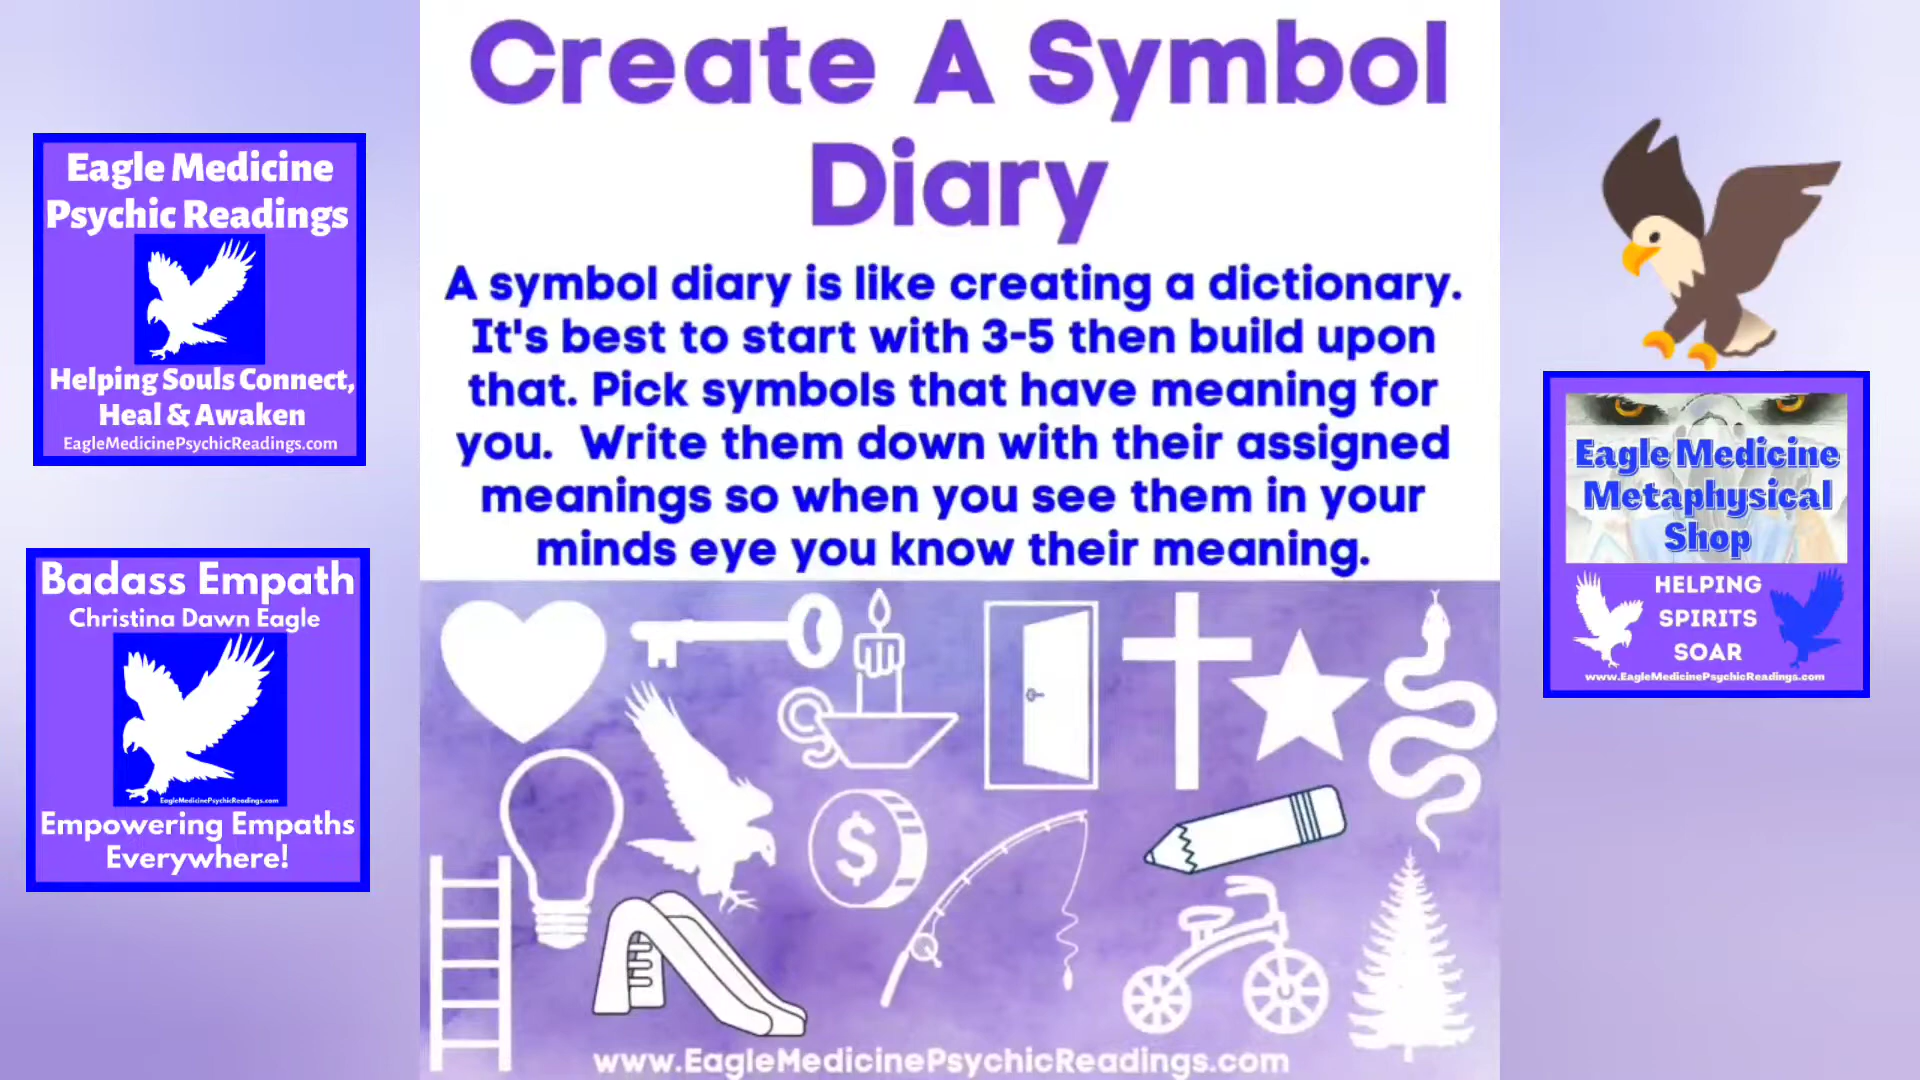 Create A Symbol
Diary
A symbol diary is like creating a dictionary.
It's best to start with 3-5 then build upon
that. Pick symbols that have meaning for
you. Write them down with their assigned
meanings so when you see them in your
minds eye you know their meaning.
$
www.EagleMedicinePsychicReadings.com
Eagle Medicine
Psychic Readings
Helping Souls Connect,
Heal & Awaken
EagleMedicinePsychicReadings.com
Badass Empath
Christina Dawn Eagle
EagleMedicinePsychicReadings.com
Empowering Empaths
Everywhere!
Eagle Medicine
Metaphysical
Shop
HELPING
SPIRITS
SOAR
www.EagleMedicinePsychicReadings.com